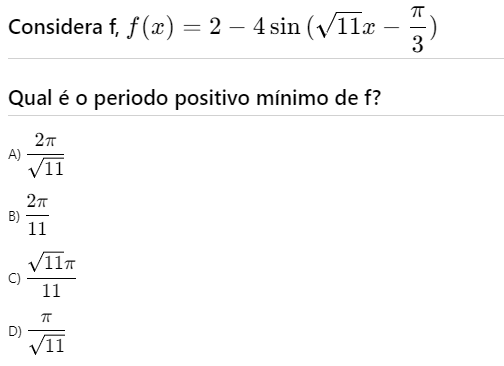 Considera f, $f(x) = 2 - 4\sin(\sqrt{11}x - \frac{\pi}{3})$
Qual é o periodo positivo mínimo de f?
A) $\frac{2\pi}{\sqrt{11}}$
B) $\frac{2\pi}{11}$
C) $\frac{\sqrt{11}\pi}{11}$
D) $\frac{\pi}{\sqrt{11}}$